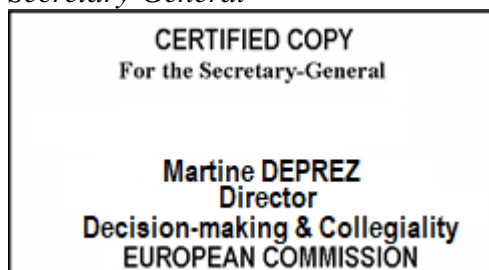 Secretary-General
CERTIFIED COPY
For the Secretary-General
Martine DEPREZ
Director
Decision-making & Collegiality
EUROPEAN COMMISSION